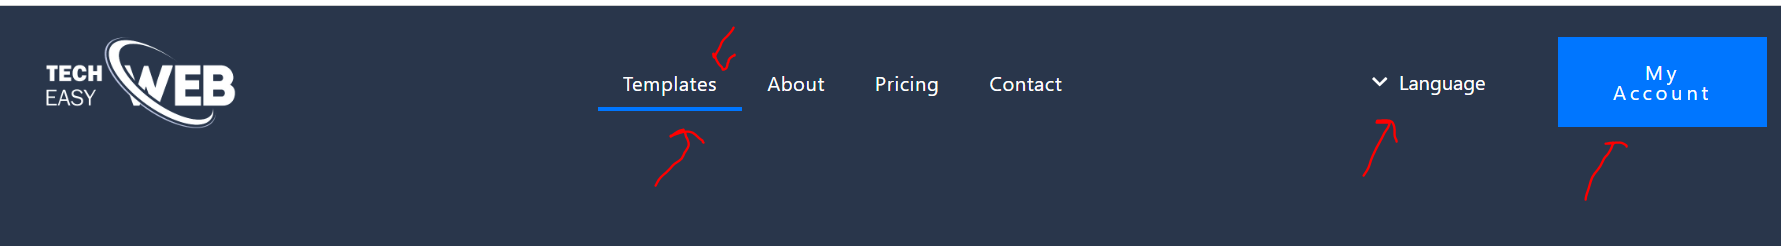 TECH
EASY
WEB
Templates
About
Pricing
Contact
Language
My
Account